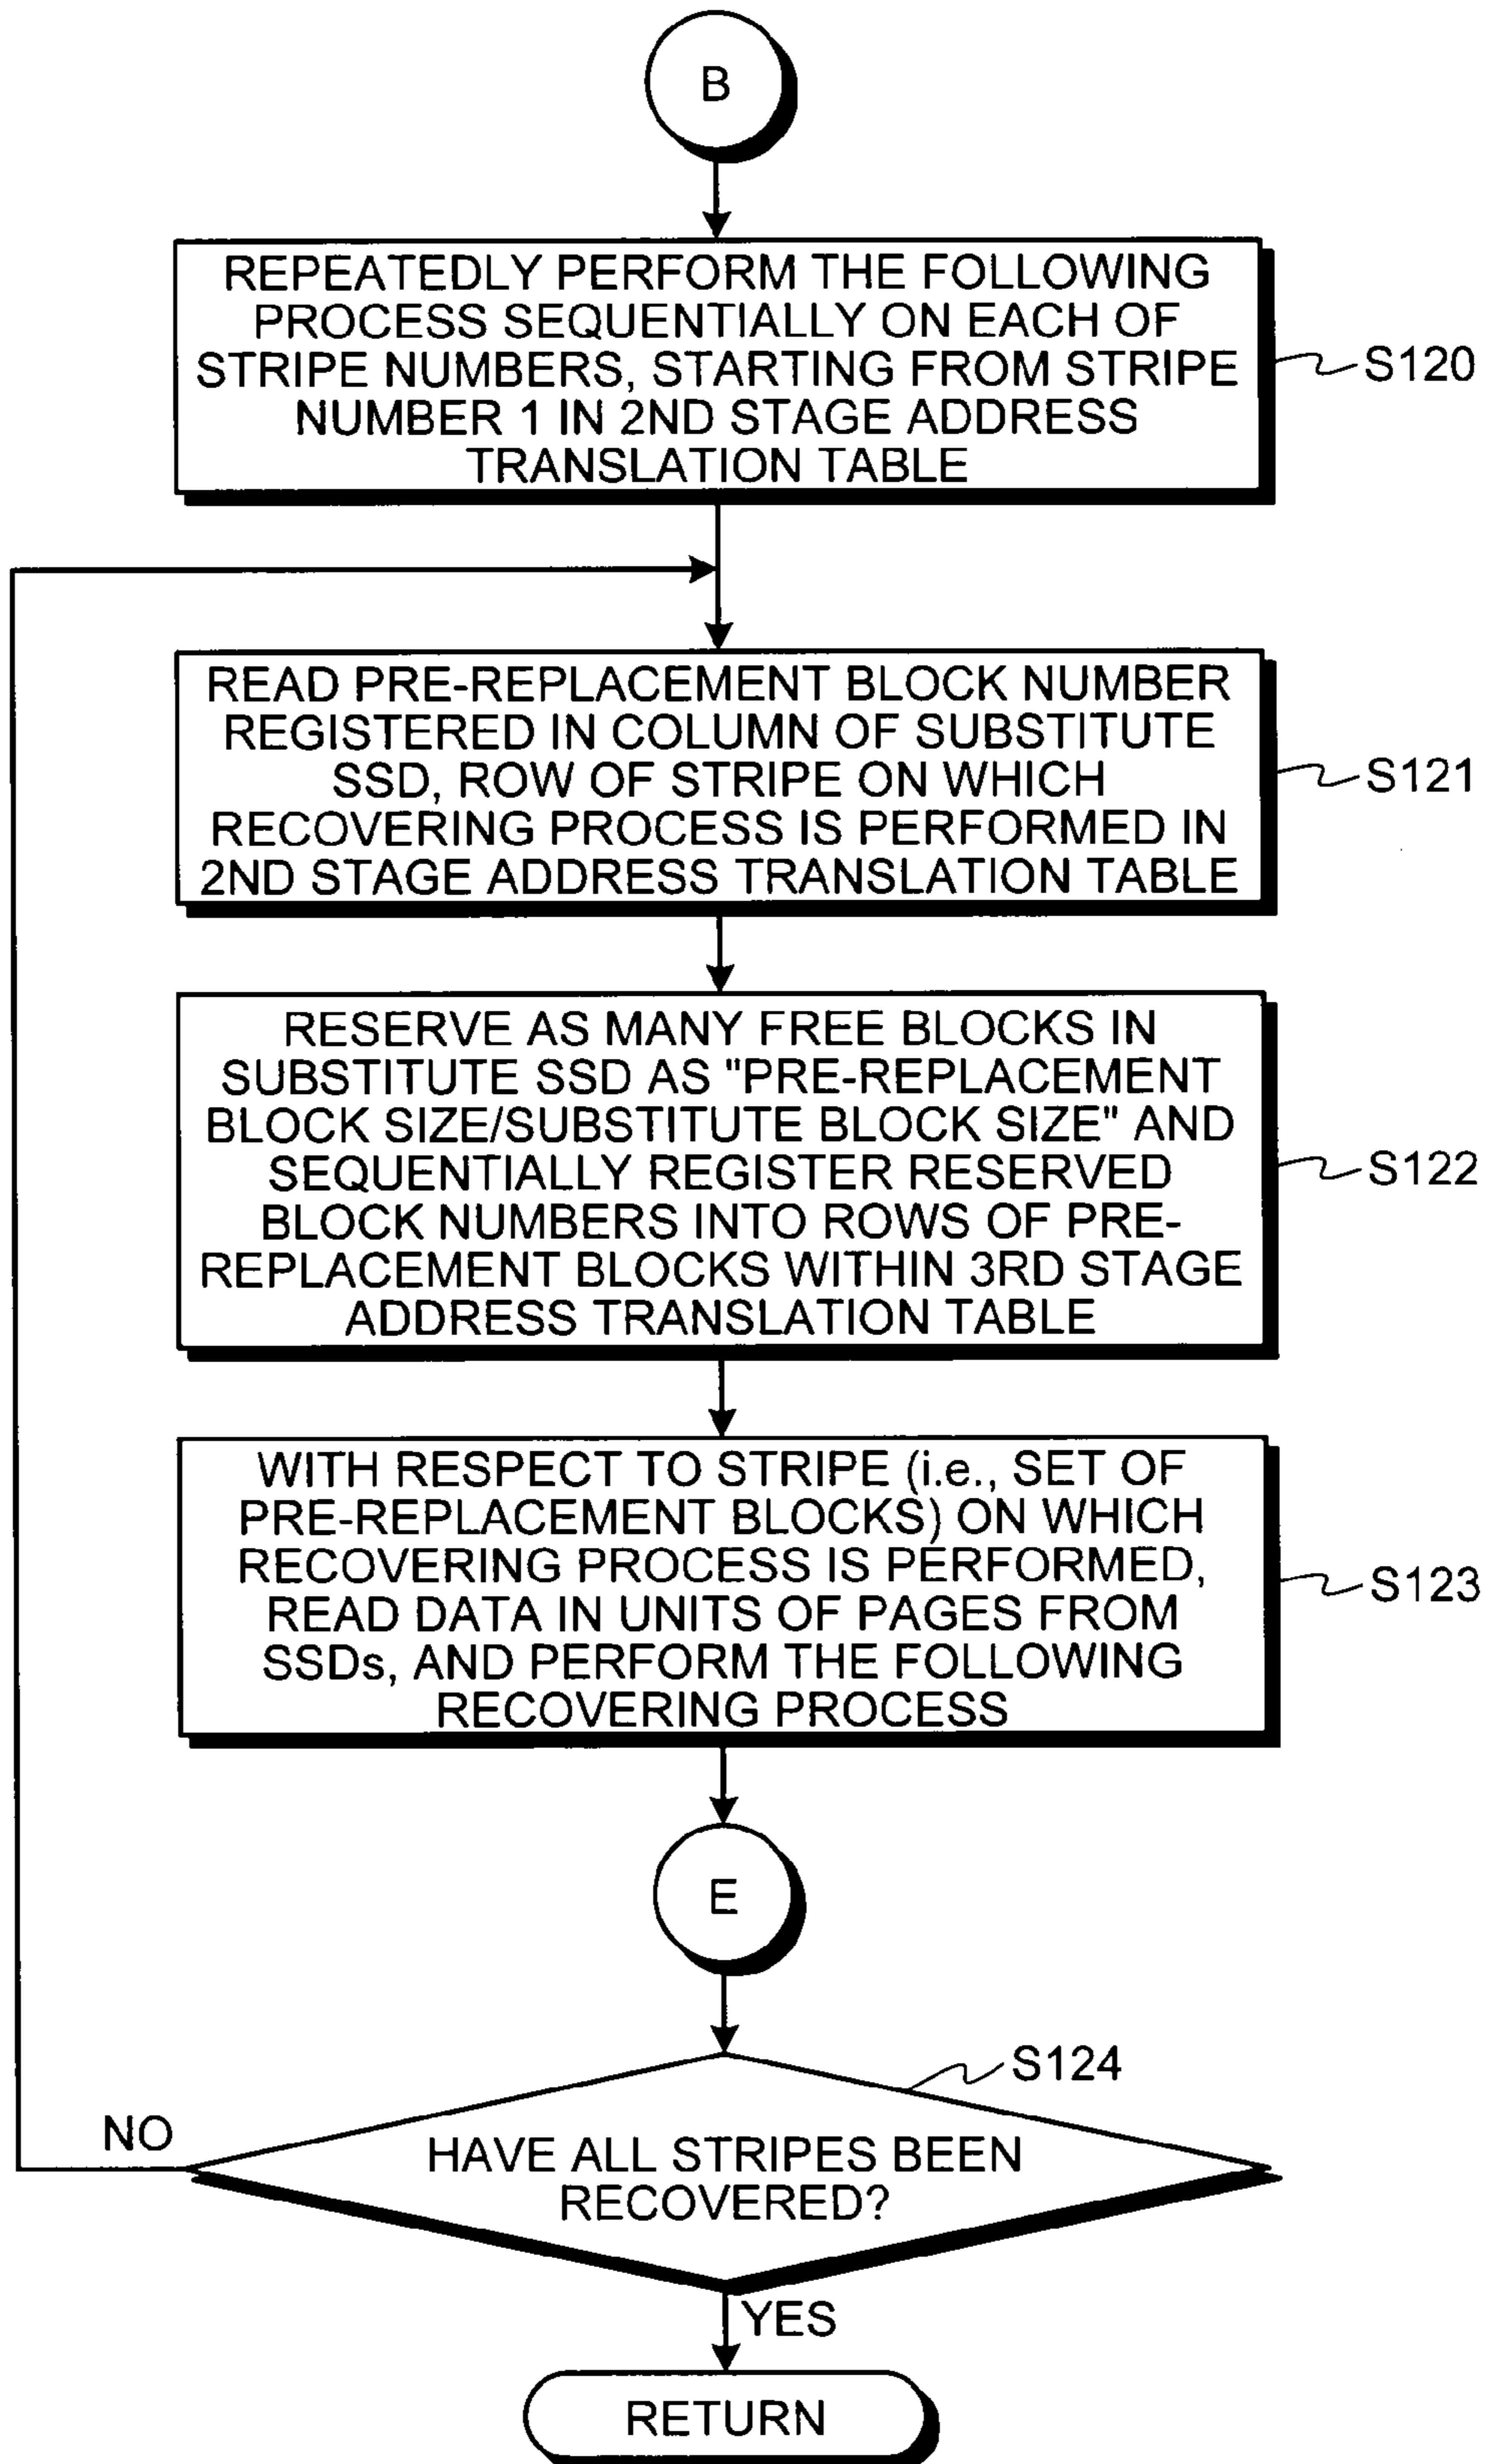 B
REPEATEDLY PERFORM THE FOLLOWING
PROCESS SEQUENTIALLY ON EACH OF
STRIPE NUMBERS, STARTING FROM STRIPE
NUMBER 1 IN 2ND STAGE ADDRESS
TRANSLATION TABLE
S120
READ PRE-REPLACEMENT BLOCK NUMBER
REGISTERED IN COLUMN OF SUBSTITUTE
SSD, ROW OF STRIPE ON WHICH
RECOVERING PROCESS IS PERFORMED IN
2ND STAGE ADDRESS TRANSLATION TABLE
S121
RESERVE AS MANY FREE BLOCKS IN
SUBSTITUTE SSD AS "PRE-REPLACEMENT
BLOCK SIZE/SUBSTITUTE BLOCK SIZE" AND
SEQUENTIALLY REGISTER RESERVED
BLOCK NUMBERS INTO ROWS OF PRE-
REPLACEMENT BLOCKS WITHIN 3RD STAGE
ADDRESS TRANSLATION TABLE
S122
WITH RESPECT TO STRIPE (i.e., SET OF
PRE-REPLACEMENT BLOCKS) ON WHICH
RECOVERING PROCESS IS PERFORMED,
READ DATA IN UNITS OF PAGES FROM
SSDs, AND PERFORM THE FOLLOWING
RECOVERING PROCESS
S123
E
S124
NO
HAVE ALL STRIPES BEEN
RECOVERED?
YES
RETURN